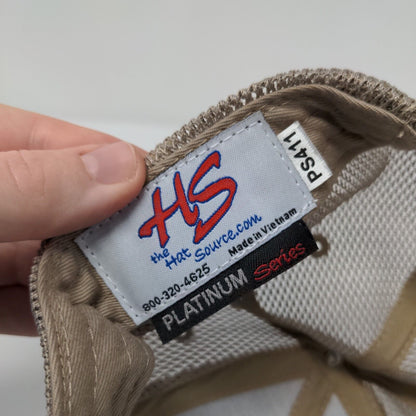 HS
the
Hat Source.com
Made in Vietnam
800-320-4625
PLATINUM Series
PS411